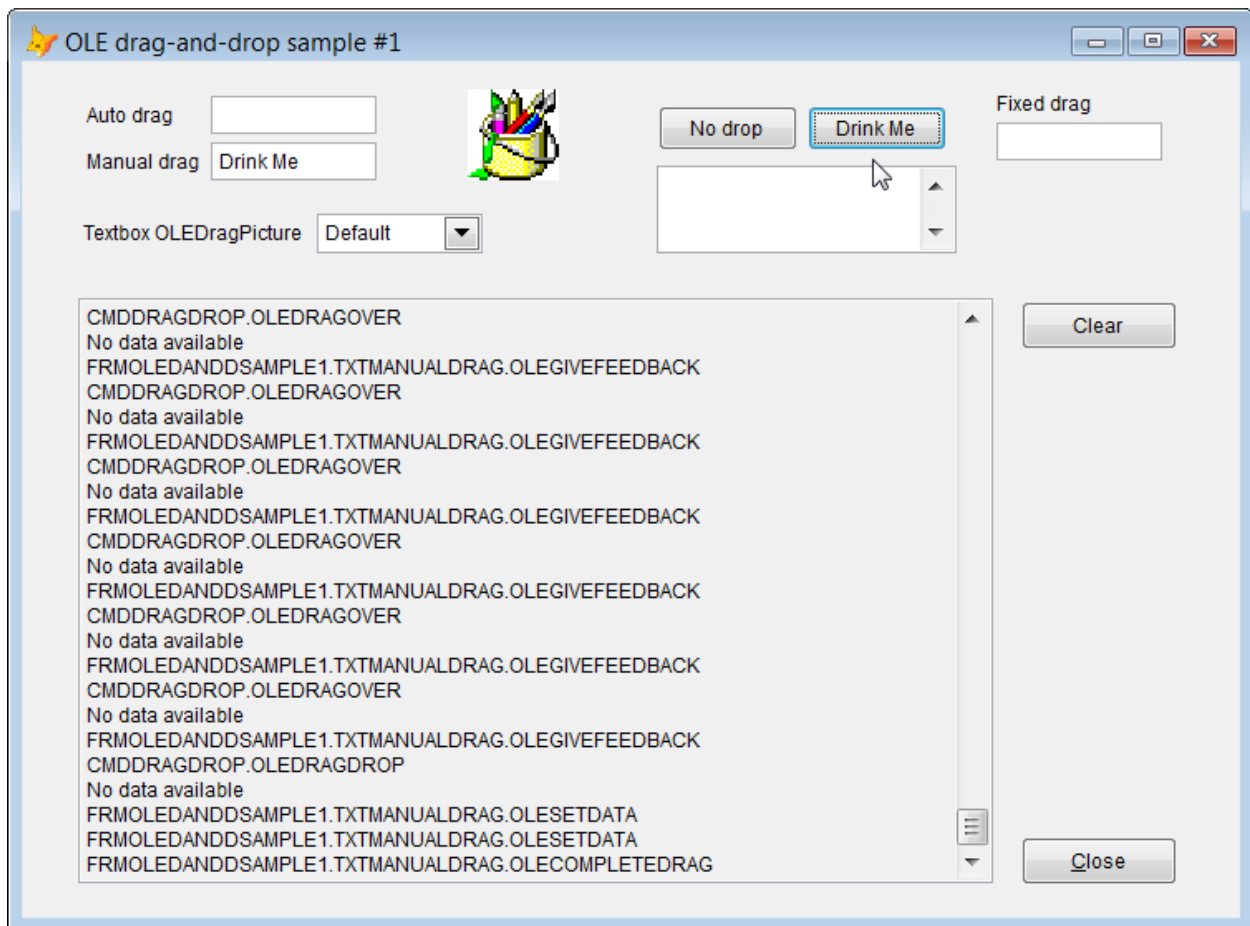 OLE drag-and-drop sample #1
Auto drag
Manual drag Drink Me
No drop Drink Me
Fixed drag
Textbox OLEDragPicture Default
CMDDRAGDROP.OLEDRAGOVER
No data available
FRMOLEDANDDSAMPLE1.TXTMANUALDRAG.OLEGIVEFEEDBACK
CMDDRAGDROP.OLEDRAGOVER
No data available
FRMOLEDANDDSAMPLE1.TXTMANUALDRAG.OLEGIVEFEEDBACK
CMDDRAGDROP.OLEDRAGOVER
No data available
FRMOLEDANDDSAMPLE1.TXTMANUALDRAG.OLEGIVEFEEDBACK
CMDDRAGDROP.OLEDRAGOVER
No data available
FRMOLEDANDDSAMPLE1.TXTMANUALDRAG.OLEGIVEFEEDBACK
CMDDRAGDROP.OLEDRAGOVER
No data available
FRMOLEDANDDSAMPLE1.TXTMANUALDRAG.OLEGIVEFEEDBACK
CMDDRAGDROP.OLEDRAGOVER
No data available
FRMOLEDANDDSAMPLE1.TXTMANUALDRAG.OLEGIVEFEEDBACK
CMDDRAGDROP.OLEDRAGDROP
No data available
FRMOLEDANDDSAMPLE1.TXTMANUALDRAG.OLESETDATA
FRMOLEDANDDSAMPLE1.TXTMANUALDRAG.OLESETDATA
FRMOLEDANDDSAMPLE1.TXTMANUALDRAG.OLECOMPLETEDRAG
Clear
Close